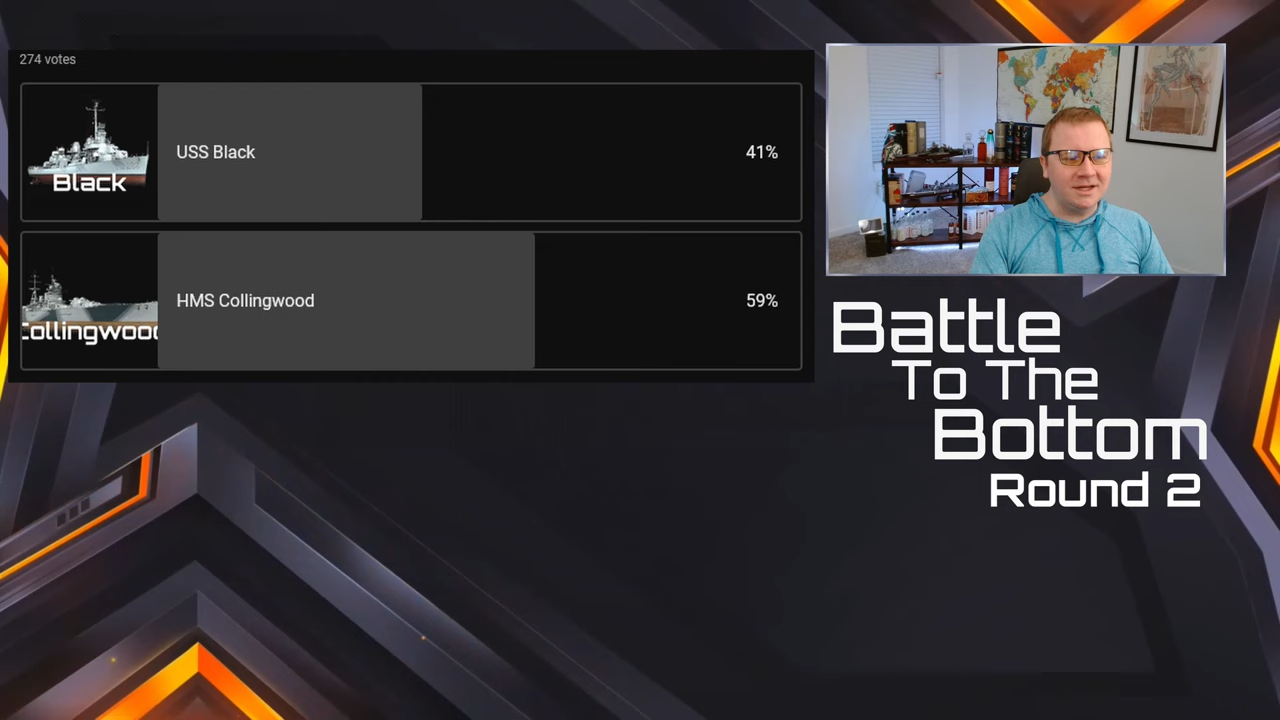 274 votes
Black
USS Black
41%
Collingwood
HMS Collingwood
59%
Battle
To The
Bottom
Round 2